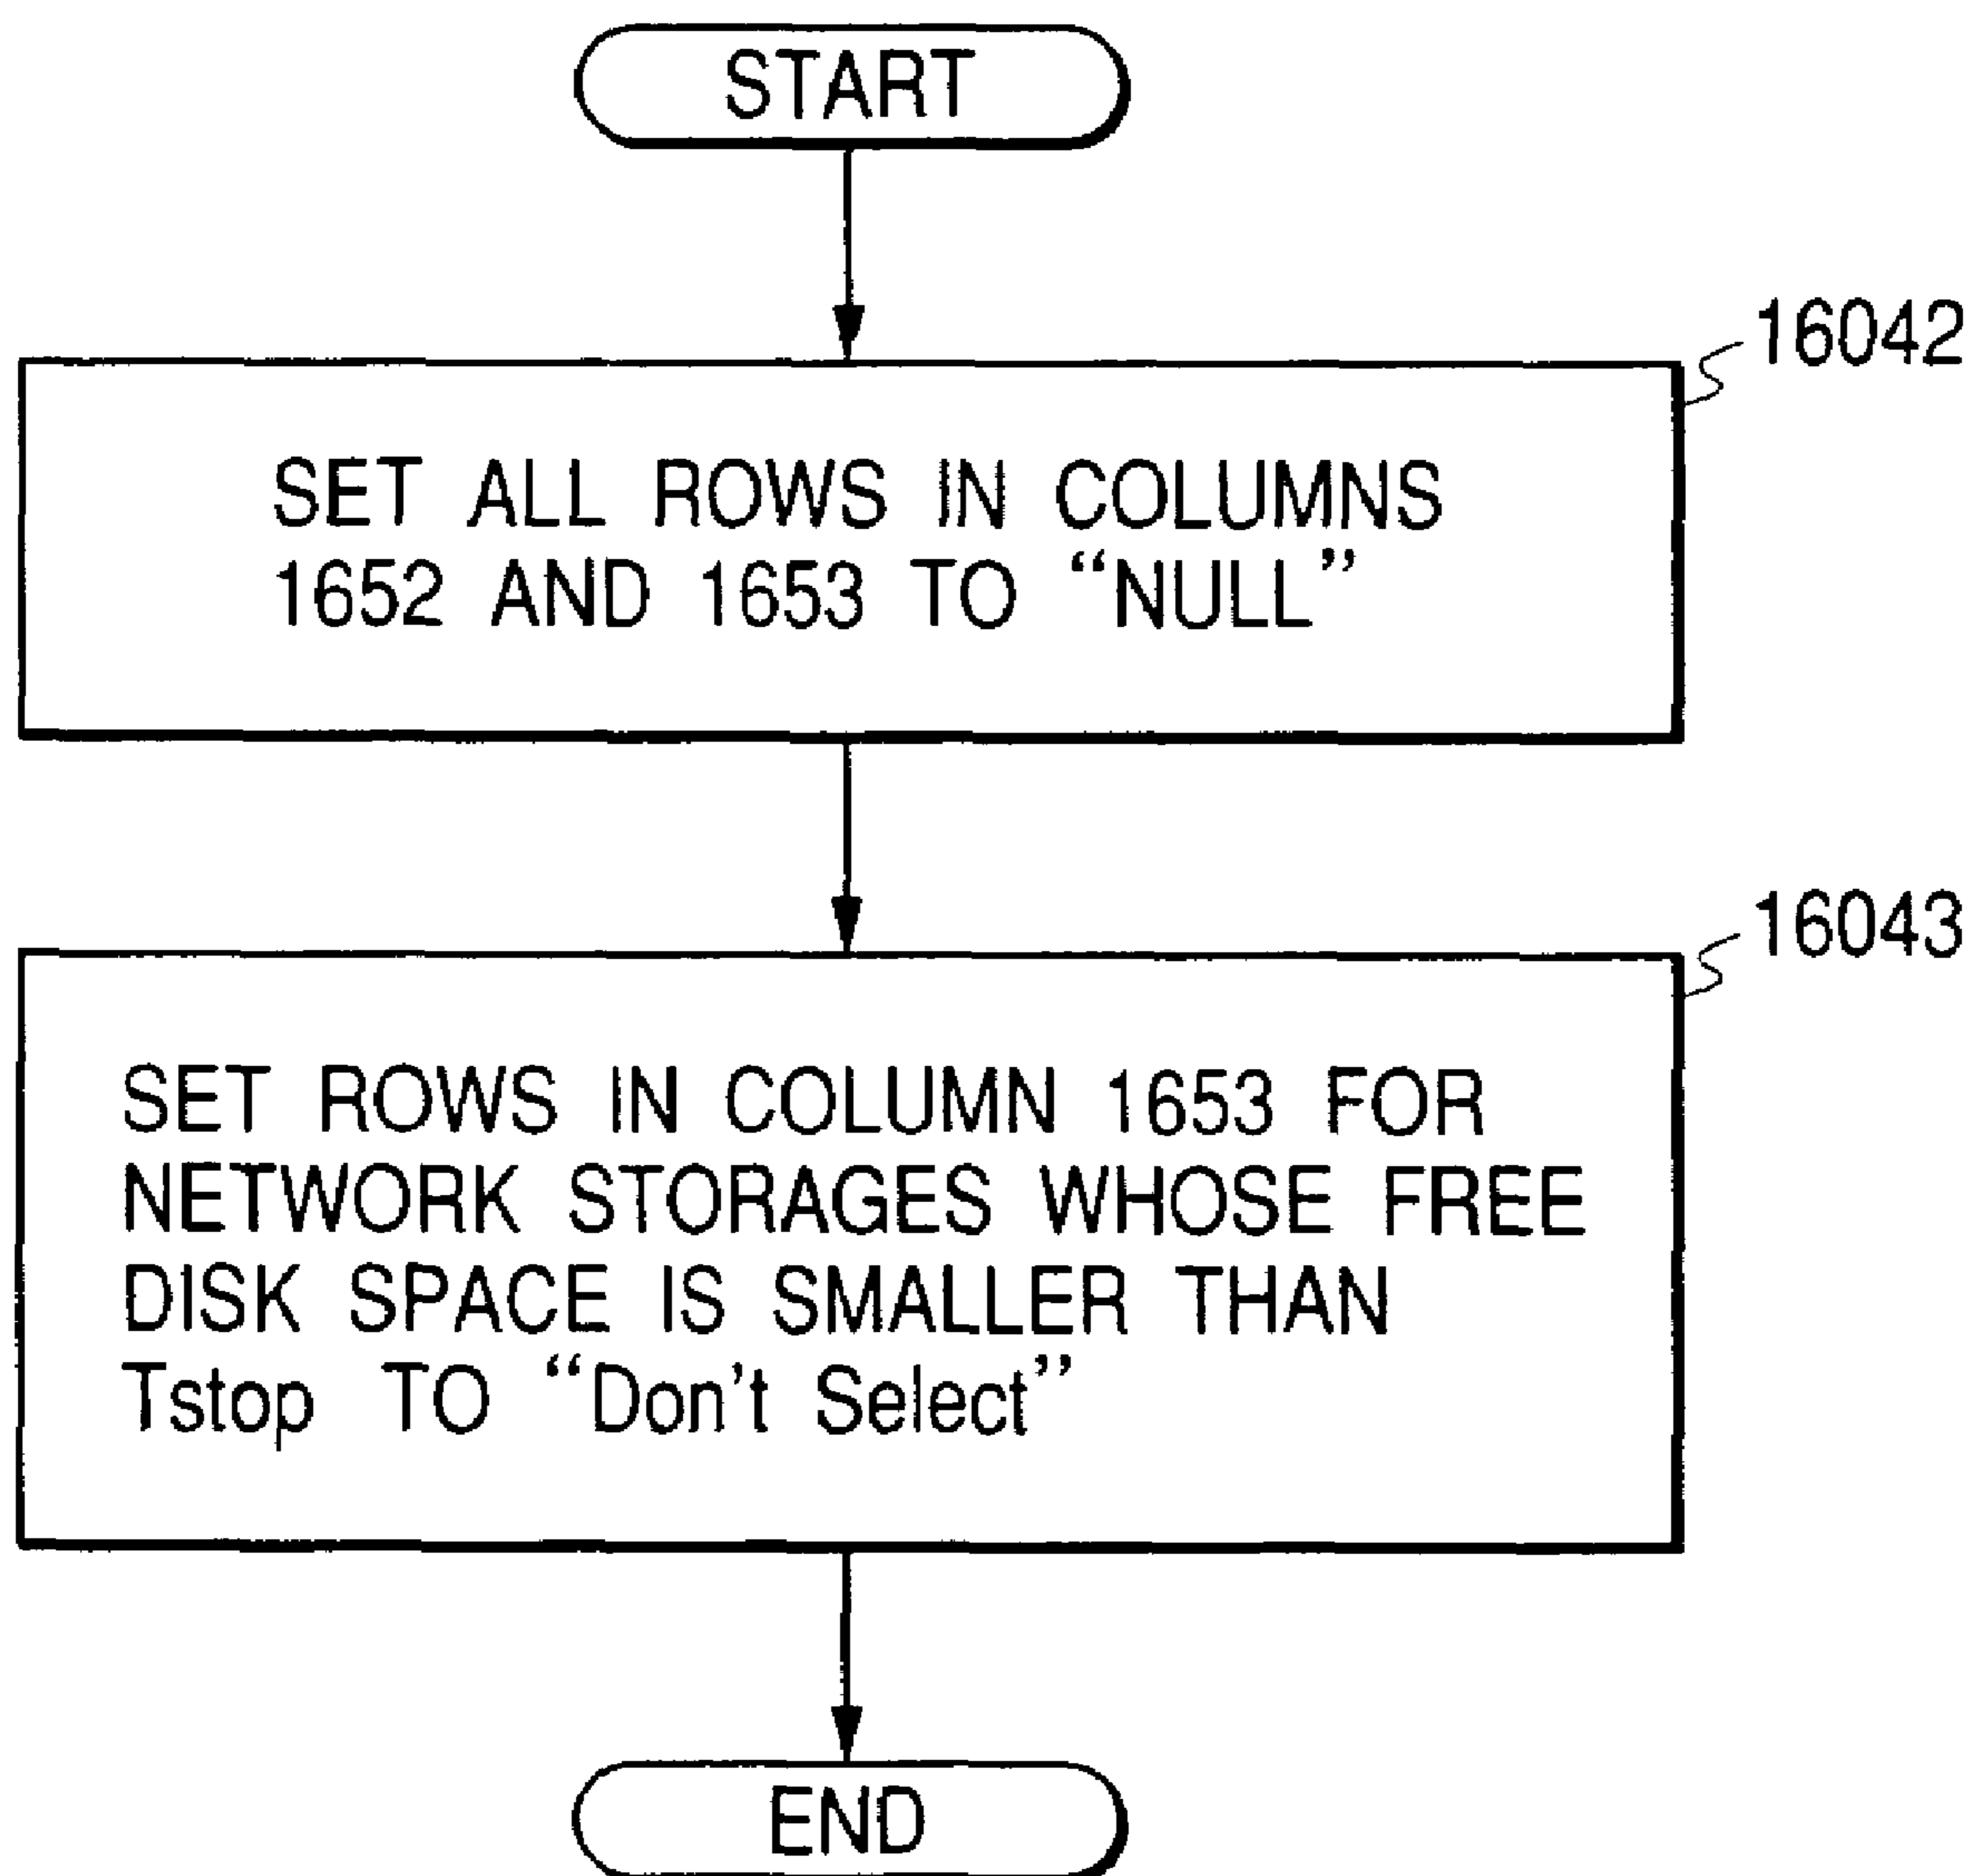 START
16042
SET ALL ROWS IN COLUMNS
1652 AND 1653 TO “NULL”
16043
SET ROWS IN COLUMN 1653 FOR
NETWORK STORAGES WHOSE FREE
DISK SPACE IS SMALLER THAN
Tstop TO “Don't Select”
END